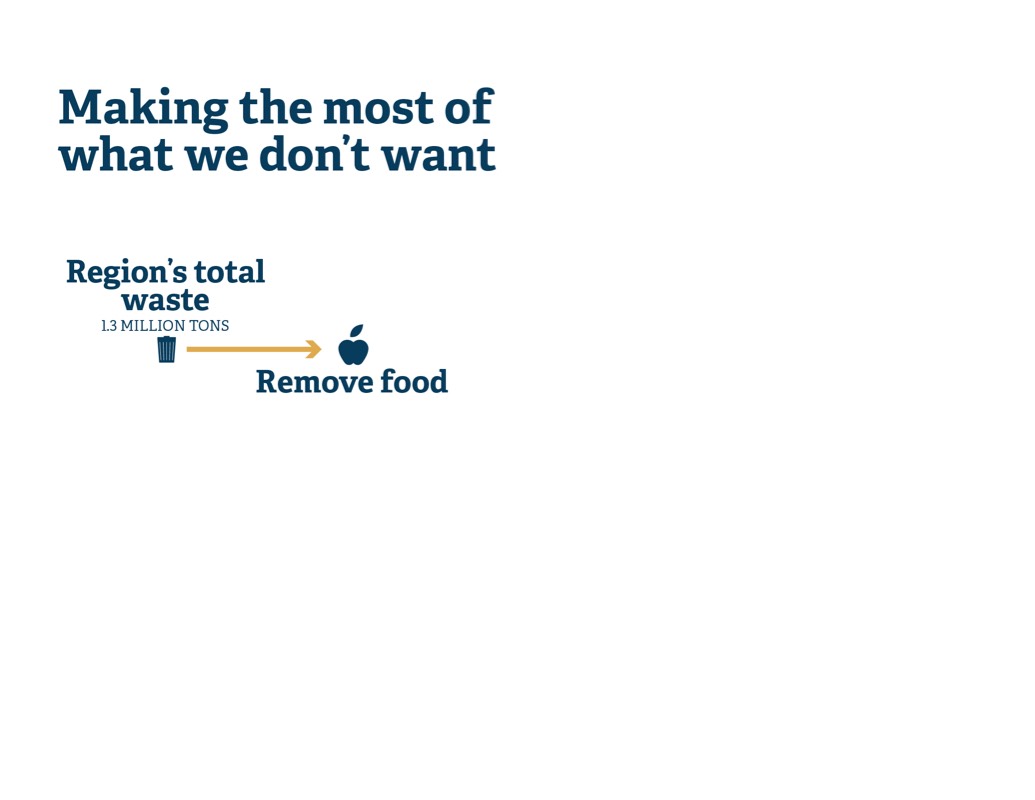 Making the most of
what we don’t want
Region’s total
waste
1.3 MILLION TONS
Remove food